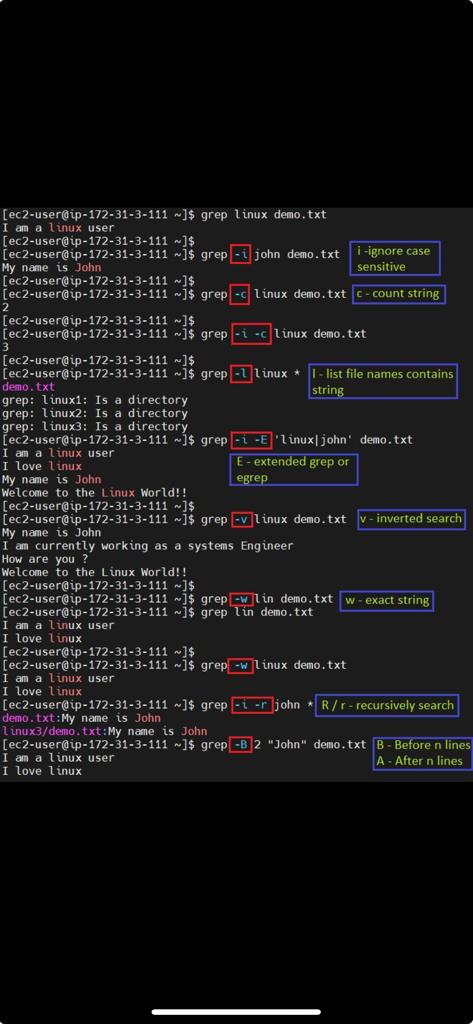 [ec2-user@ip-172-31-3-111 ~]$ grep linux demo.txt
I am a linux user
[ec2-user@ip-172-31-3-111 ~]$
[ec2-user@ip-172-31-3-111 ~]$ grep -i john demo.txt
i -ignore case
sensitive
My name is John
[ec2-user@ip-172-31-3-111 ~]$
[ec2-user@ip-172-31-3-111 ~]$ grep -c linux demo.txt
c - count string
2
[ec2-user@ip-172-31-3-111 ~]$
[ec2-user@ip-172-31-3-111 ~]$ grep -i -c linux demo.txt
3
[ec2-user@ip-172-31-3-111 ~]$
[ec2-user@ip-172-31-3-111 ~]$ grep -l linux *
l - list file names contains
string
demo.txt
grep: linux1: Is a directory
grep: linux2: Is a directory
grep: linux3: Is a directory
[ec2-user@ip-172-31-3-111 ~]$ grep -i -E 'linux|john' demo.txt
I am a linux user
I love linux
E - extended grep or
egrep
My name is John
Welcome to the Linux World!!
[ec2-user@ip-172-31-3-111 ~]$
[ec2-user@ip-172-31-3-111 ~]$ grep -v linux demo.txt
v - inverted search
My name is John
I am currently working as a systems Engineer
How are you ?
Welcome to the Linux World!!
[ec2-user@ip-172-31-3-111 ~]$
[ec2-user@ip-172-31-3-111 ~]$ grep -w lin demo.txt
w - exact string
[ec2-user@ip-172-31-3-111 ~]$ grep lin demo.txt
I am a linux user
I love linux
[ec2-user@ip-172-31-3-111 ~]$
[ec2-user@ip-172-31-3-111 ~]$ grep -w linux demo.txt
I am a linux user
I love linux
[ec2-user@ip-172-31-3-111 ~]$ grep -i -r john *
R / r - recursively search
demo.txt:My name is John
linux3/demo.txt:My name is John
[ec2-user@ip-172-31-3-111 ~]$ grep -B 2 "John" demo.txt
B - Before n lines
A - After n lines
I am a linux user
I love linux